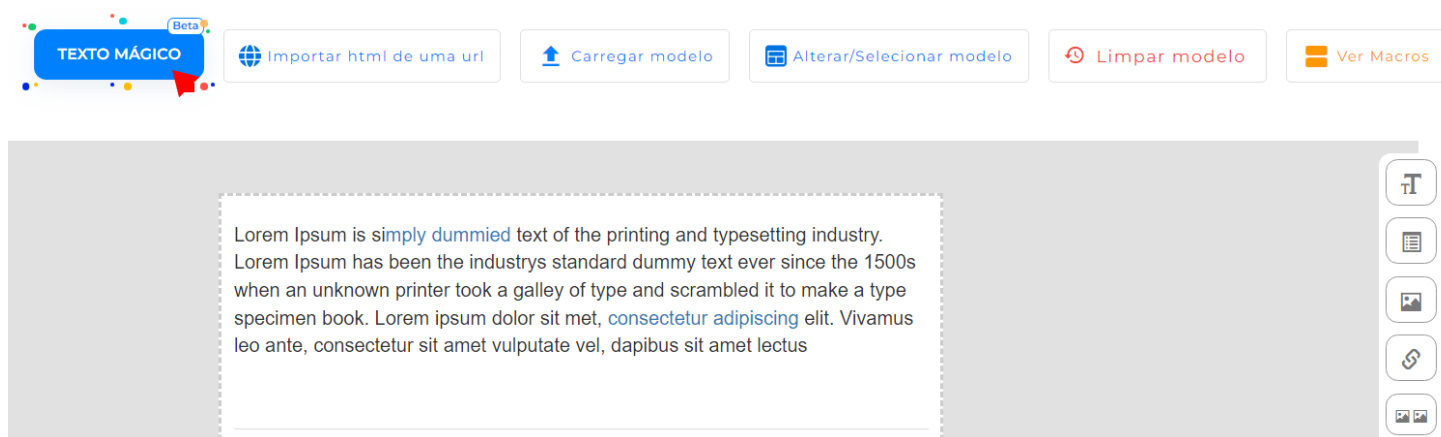 Beta
TEXTO MÁGICO
Importar html de uma url
Carregar modelo
Alterar/Selecionar modelo
Limpar modelo
Ver Macros
TT
Lorem Ipsum is simply dummied text of the printing and typesetting industry.
Lorem Ipsum has been the industrys standard dummy text ever since the 1500s
when an unknown printer took a galley of type and scrambled it to make a type
specimen book. Lorem ipsum dolor sit met, consectetur adipiscing elit. Vivamus
leo ante, consectetur sit amet vulputate vel, dapibus sit amet lectus